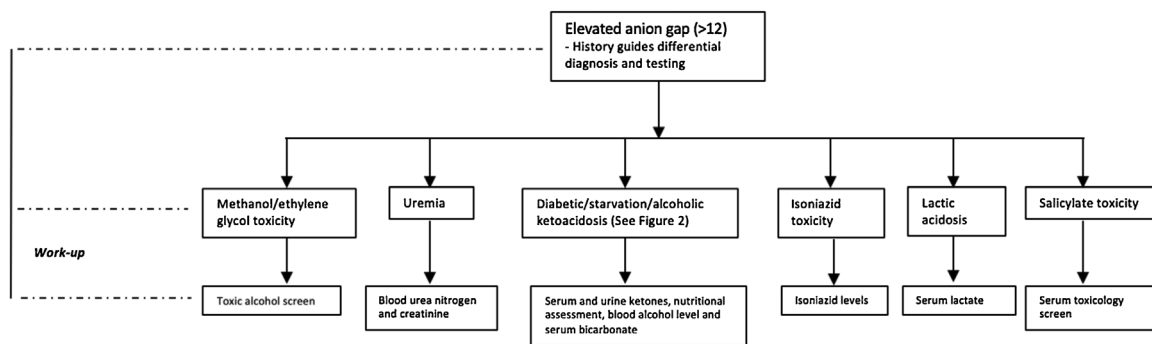 Elevated anion gap (>12)
- History guides differential
diagnosis and testing
Methanol/ethylene
glycol toxicity
Uremia
Diabetic/starvation/alcoholic
ketoacidosis (See Figure 2)
Isoniazid
toxicity
Lactic
acidosis
Salicylate toxicity
Work-up
Toxic alcohol screen
Blood urea nitrogen
and creatinine
Serum and urine ketones, nutritional
assessment, blood alcohol level and
serum bicarbonate
Isoniazid levels
Serum lactate
Serum toxicology
screen